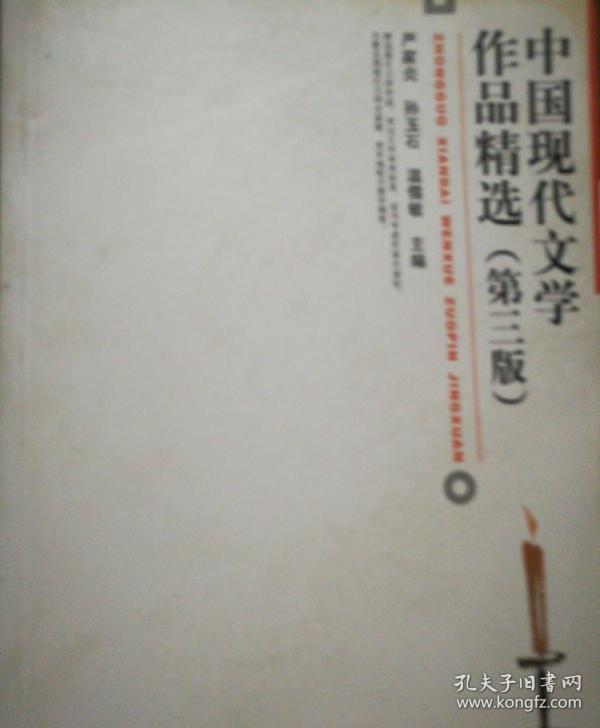 中国现代文学
作品精选（第三版）
ZHONGGUO XIANDAI WENXUE ZUOPIN JINGXUAN
严家炎 孙玉石 温儒敏 主编
孔夫子旧书网
www.kongfz.com